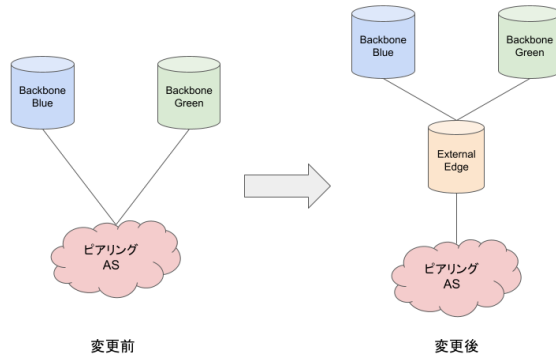 Backbone
Blue
Backbone
Green
ピアリング
AS
変更前
Backbone
Blue
Backbone
Green
External
Edge
ピアリング
AS
変更後